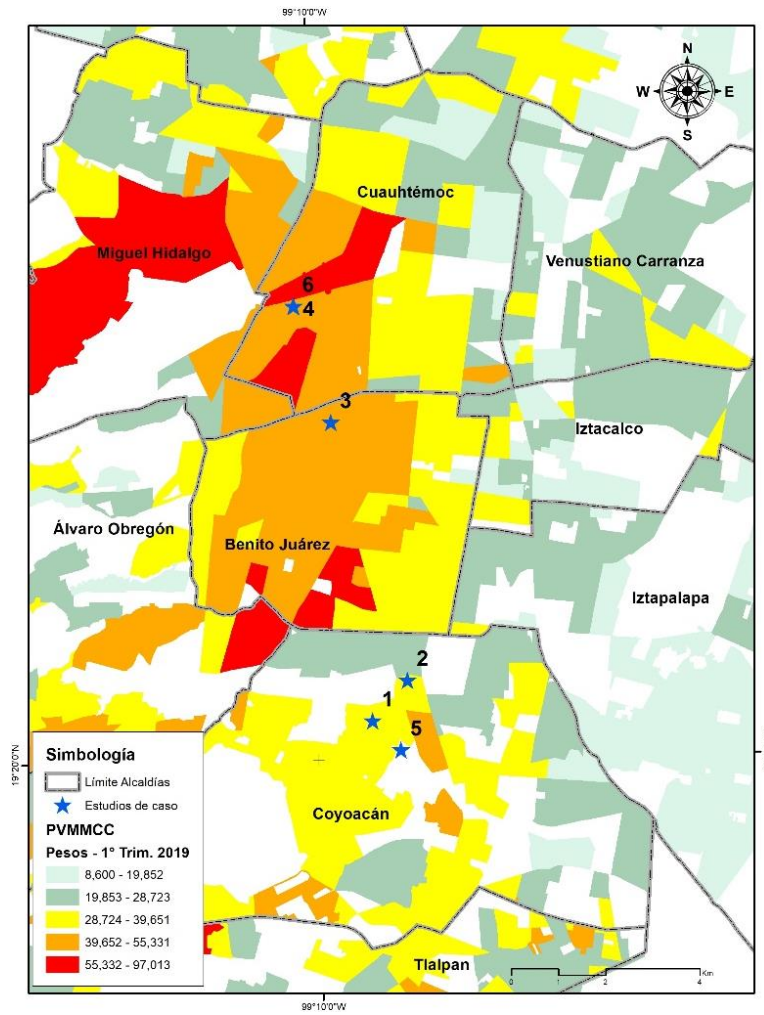 99°10'0"W
N
W E
S
Cuauhtémoc
Miguel Hidalgo
Venustiano Carranza
6
4
3
Iztacalco
Álvaro Obregón
Benito Juárez
Iztapalapa
2
1
5
19°20'0"N
Coyoacán
Tlalpan
Simbología
Límite Alcaldías
Estudios de caso
PVMMCC
Pesos - 1° Trim. 2019
8,600 - 19,852
19,853 - 28,723
28,724 - 39,651
39,652 - 55,331
55,332 - 97,013
0 1 2 4
Km
99°10'0"W